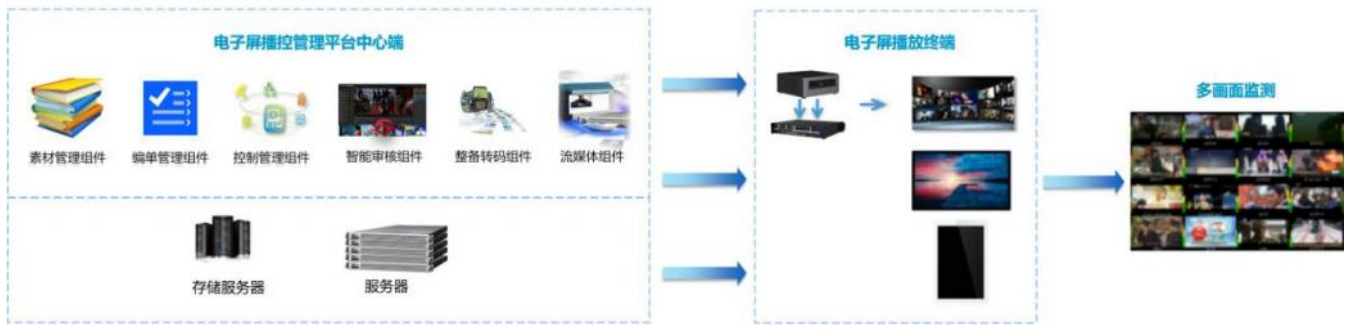 电子屏播控管理平台中心端
素材管理组件
编单管理组件
控制管理组件
智能审核组件
整备转码组件
流媒体组件
存储服务器
服务器
电子屏播放终端
多画面监测